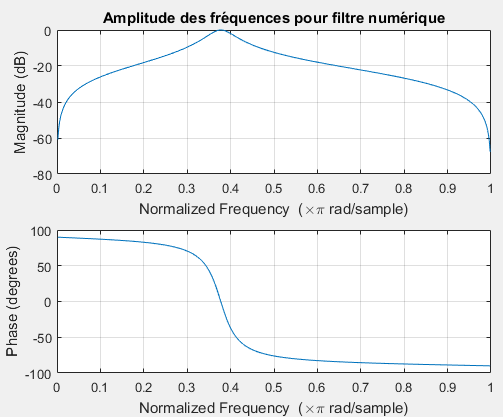 Amplitude des fréquences pour filtre numérique
0
-20
-40
-60
-80
Magnitude (dB)
0 0.1 0.2 0.3 0.4 0.5 0.6 0.7 0.8 0.9 1
Normalized Frequency (×π rad/sample)
100
50
0
-50
-100
Phase (degrees)
0 0.1 0.2 0.3 0.4 0.5 0.6 0.7 0.8 0.9 1
Normalized Frequency (×π rad/sample)